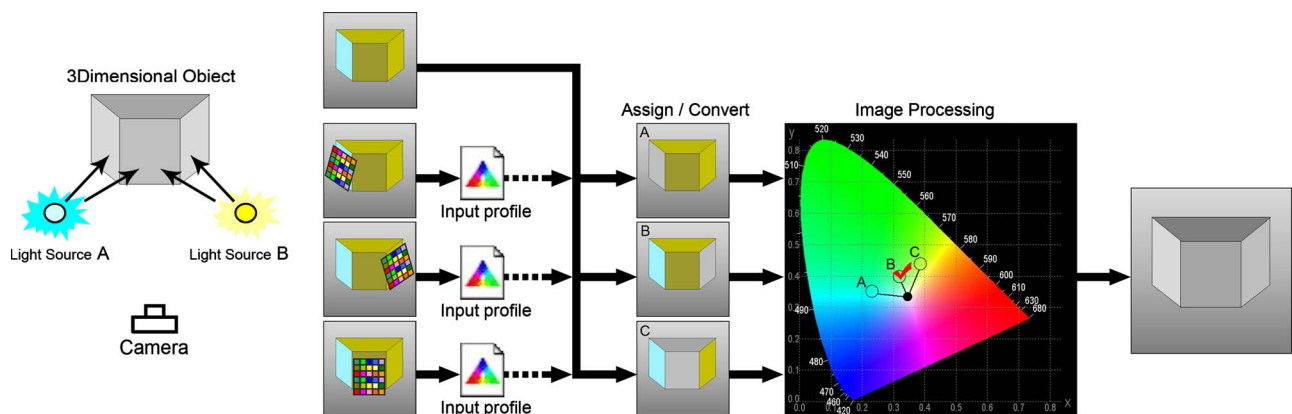 3Dimensional Object
Light Source A
Light Source B
Camera
Input profile
Input profile
Input profile
Assign / Convert
A
B
C
Image Processing
y
0.8
0.7
0.6
0.5
0.4
0.3
0.2
0.1
0.0
0.0
0.1
0.2
0.3
0.4
0.5
0.6
0.7
0.8
x
520
530
540
550
560
570
580
590
600
610
630
680
510
490
480
470
460
420
A
B
C